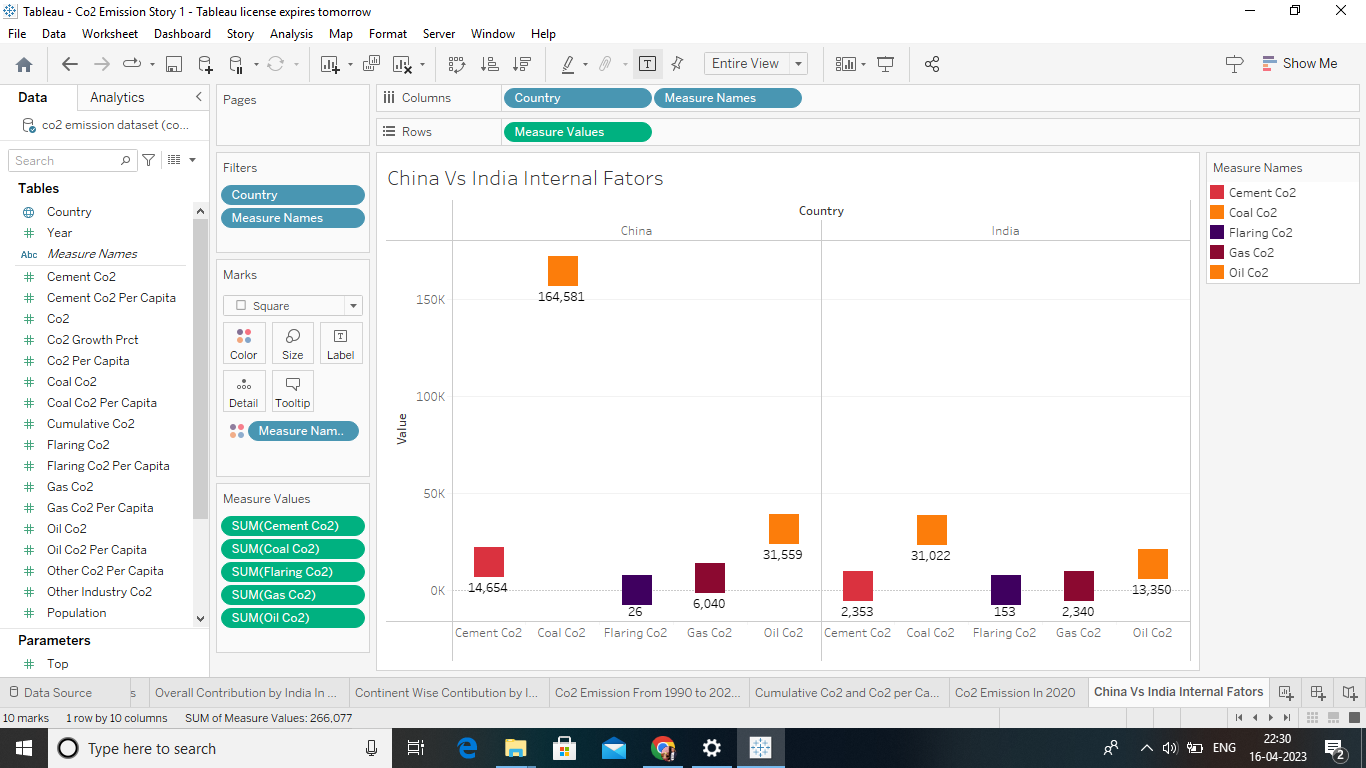 Tableau - Co2 Emission Story 1 - Tableau license expires tomorrow
File Data Worksheet Dashboard Story Analysis Map Format Server Window Help
Entire View
Show Me
Data Analytics
co2 emission dataset (co...
Search
Tables
Country
Year
Abc Measure Names
Cement Co2
Cement Co2 Per Capita
Co2
Co2 Growth Prct
Co2 Per Capita
Coal Co2
Coal Co2 Per Capita
Cumulative Co2
Flaring Co2
Flaring Co2 Per Capita
Gas Co2
Gas Co2 Per Capita
Oil Co2
Oil Co2 Per Capita
Other Co2 Per Capita
Other Industry Co2
Population
Parameters
Top
Pages
Filters
Country
Measure Names
Marks
Square
Color Size Label
Detail Tooltip
Measure Nam..
Measure Values
SUM(Cement Co2)
SUM(Coal Co2)
SUM(Flaring Co2)
SUM(Gas Co2)
SUM(Oil Co2)
Columns Country Measure Names
Rows Measure Values
China Vs India Internal Fators
Country
China India
150K
100K
50K
0K
Value
164,581
14,654
26
6,040
31,559
2,353
31,022
153
2,340
13,350
Cement Co2 Coal Co2 Flaring Co2 Gas Co2 Oil Co2 Cement Co2 Coal Co2 Flaring Co2 Gas Co2 Oil Co2
Measure Names
Cement Co2
Coal Co2
Flaring Co2
Gas Co2
Oil Co2
Data Source s Overall Contribution by India In ... Continent Wise Contibution by I... Co2 Emission From 1990 to 202... Cumulative Co2 and Co2 per Ca... Co2 Emission In 2020 China Vs India Internal Fators
10 marks 1 row by 10 columns SUM of Measure Values: 266,077
Type here to search
ENG
22:30
16-04-2023
2